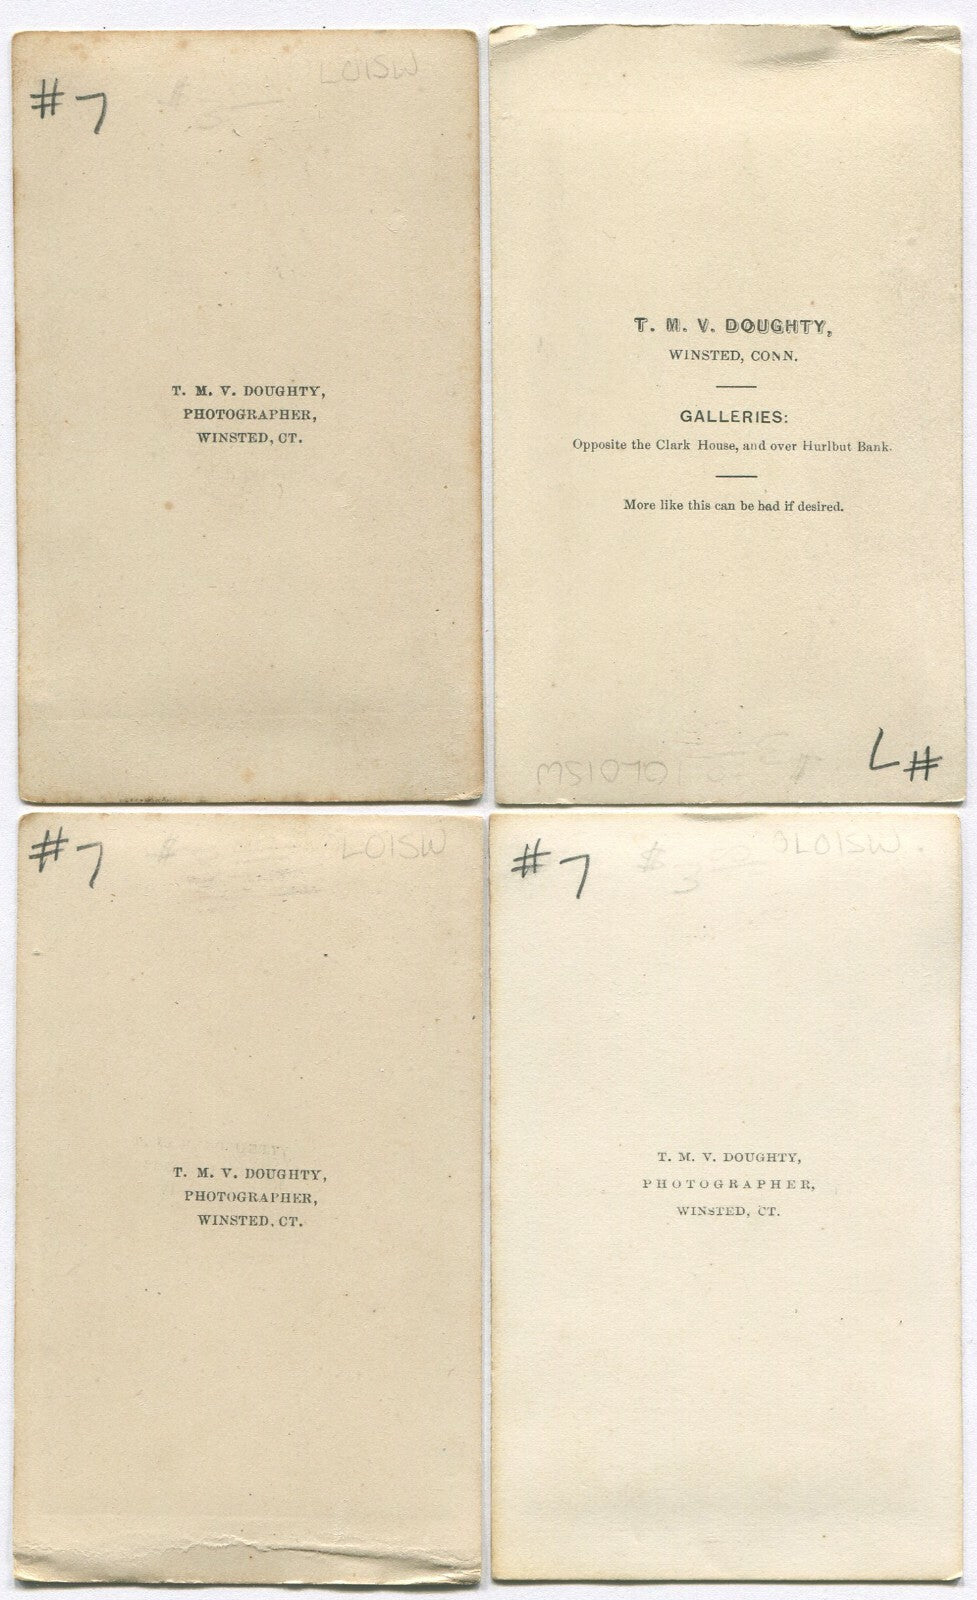 #7
LOISW
T. M. V. DOUGHTY,
PHOTOGRAPHER,
WINSTED, CT.
T. M. V. DOUGHTY,
WINSTED, CONN.
GALLERIES:
Opposite the Clark House, and over Hurlbut Bank.
More like this can be had if desired.
#7
#7
LOISW
T. M. V. DOUGHTY,
PHOTOGRAPHER,
WINSTED, CT.
#7
$3
T. M. V. DOUGHTY,
PHOTOGRAPHER,
WINSTED, CT.